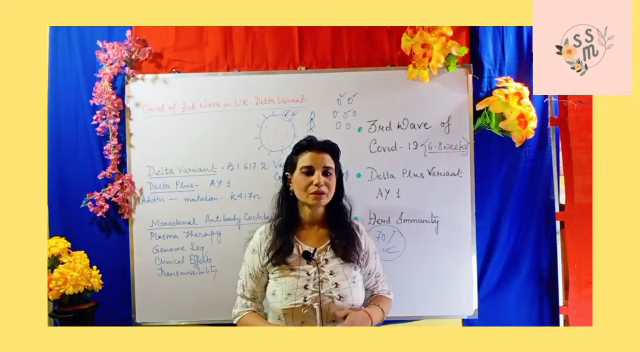 Onset of 3rd Wave in UK - Delta Variant
Delta Variant - B.1.617.2
Delta Plus - AY 1
mutation - K417n
Monoclonal Antibody Cocktail
Plasma Therapy
Genome Seq
Clinical Effects
Transmissibility
3rd Wave of
Covid-19 (6-8 weeks)
Delta Plus Variant
AY 1
Herd Immunity
70%
SSM